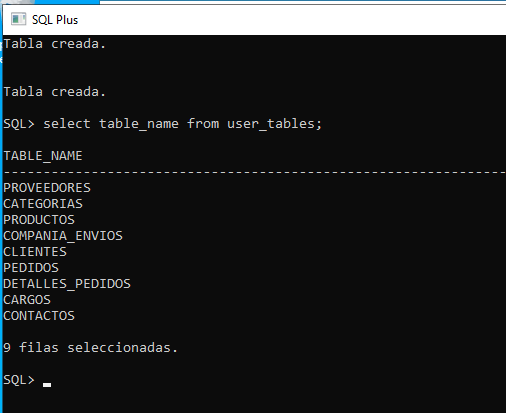 SQL Plus
Tabla creada.
Tabla creada.
SQL> select table_name from user_tables;
TABLE_NAME
--------------------------------------------------------------
PROVEEDORES
CATEGORIAS
PRODUCTOS
COMPANIA_ENVIOS
CLIENTES
PEDIDOS
DETALLES_PEDIDOS
CARGOS
CONTACTOS
9 filas seleccionadas.
SQL>